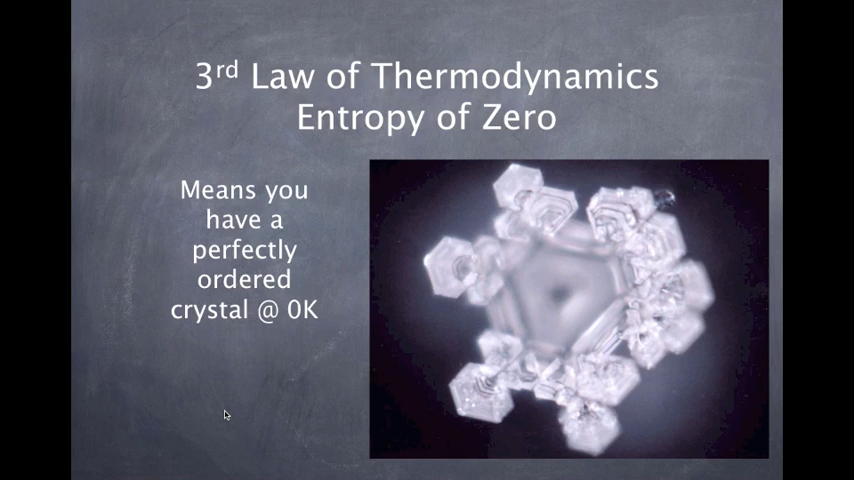 3rd Law of Thermodynamics
Entropy of Zero
Means you
have a
perfectly
ordered
crystal @ 0K